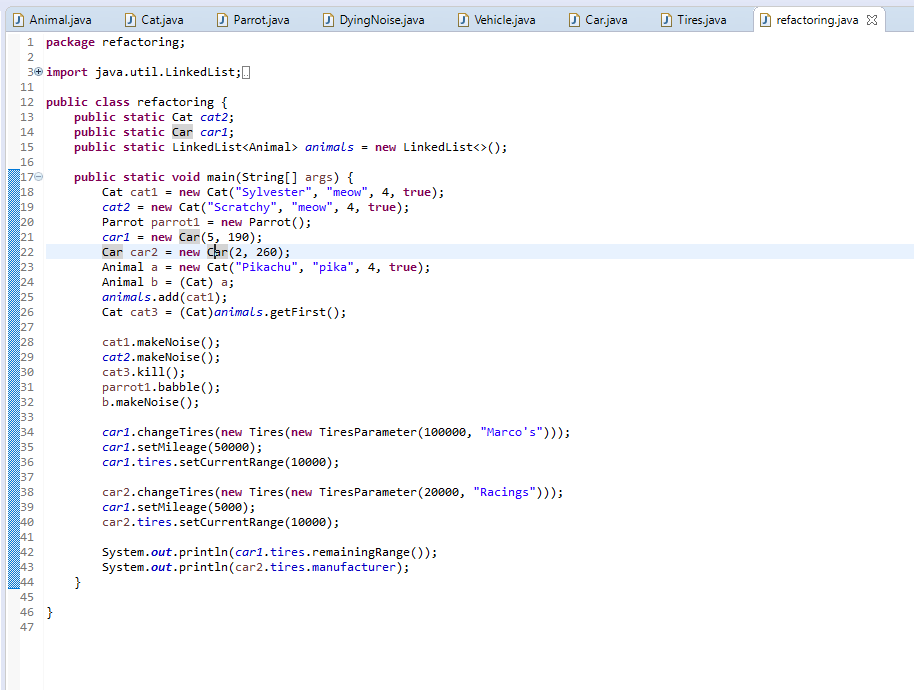 Animal.java Cat.java Parrot.java DyingNoise.java Vehicle.java Car.java Tires.java refactoring.java
1 package refactoring;
2
3 import java.util.LinkedList;
11
12 public class refactoring {
13 public static Cat cat2;
14 public static Car car1;
15 public static LinkedList<Animal> animals = new LinkedList<>();
16
17 public static void main(String[] args) {
18 Cat cat1 = new Cat("Sylvester", "meow", 4, true);
19 cat2 = new Cat("Scratchy", "meow", 4, true);
20 Parrot parrot1 = new Parrot();
21 car1 = new Car(5, 190);
22 Car car2 = new Car(2, 260);
23 Animal a = new Cat("Pikachu", "pika", 4, true);
24 Animal b = (Cat) a;
25 animals.add(cat1);
26 Cat cat3 = (Cat)animals.getFirst();
27
28 cat1.makeNoise();
29 cat2.makeNoise();
30 cat3.kill();
31 parrot1.babble();
32 b.makeNoise();
33
34 car1.changeTires(new Tires(new TiresParameter(100000, "Marco's")));
35 car1.setMileage(50000);
36 car1.tires.setCurrentRange(10000);
37
38 car2.changeTires(new Tires(new TiresParameter(20000, "Racings")));
39 car1.setMileage(5000);
40 car2.tires.setCurrentRange(10000);
41
42 System.out.println(car1.tires.remainingRange());
43 System.out.println(car2.tires.manufacturer);
44 }
45
46 }
47